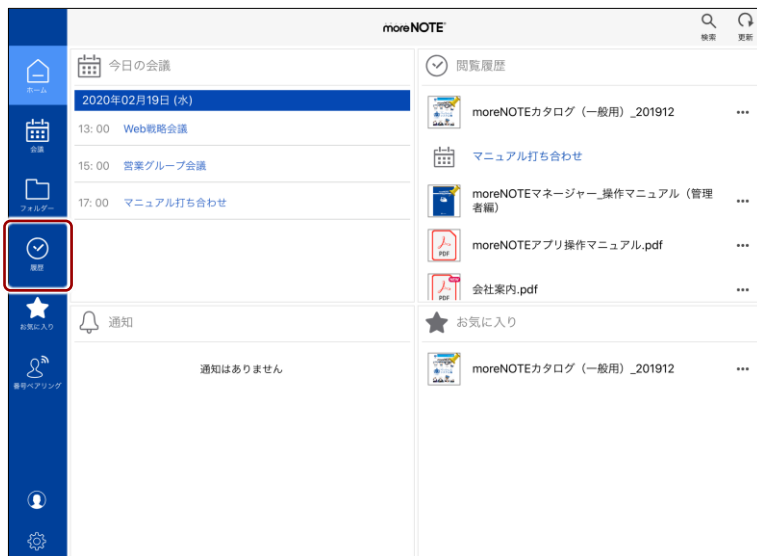 moreNOTE
検索
更新
ホーム
会議
フォルダー
履歴
お気に入り
番号ペアリング
今日の会議
2020年02月19日 (水)
13: 00 Web戦略会議
15: 00 営業グループ会議
17: 00 マニュアル打ち合わせ
閲覧履歴
moreNOTEカタログ（一般用）_201912
マニュアル打ち合わせ
moreNOTEマネージャー_操作マニュアル（管理
者編）
PDF
moreNOTEアプリ操作マニュアル.pdf
NEW
PDF
会社案内.pdf
通知
通知はありません
お気に入り
moreNOTEカタログ（一般用）_201912